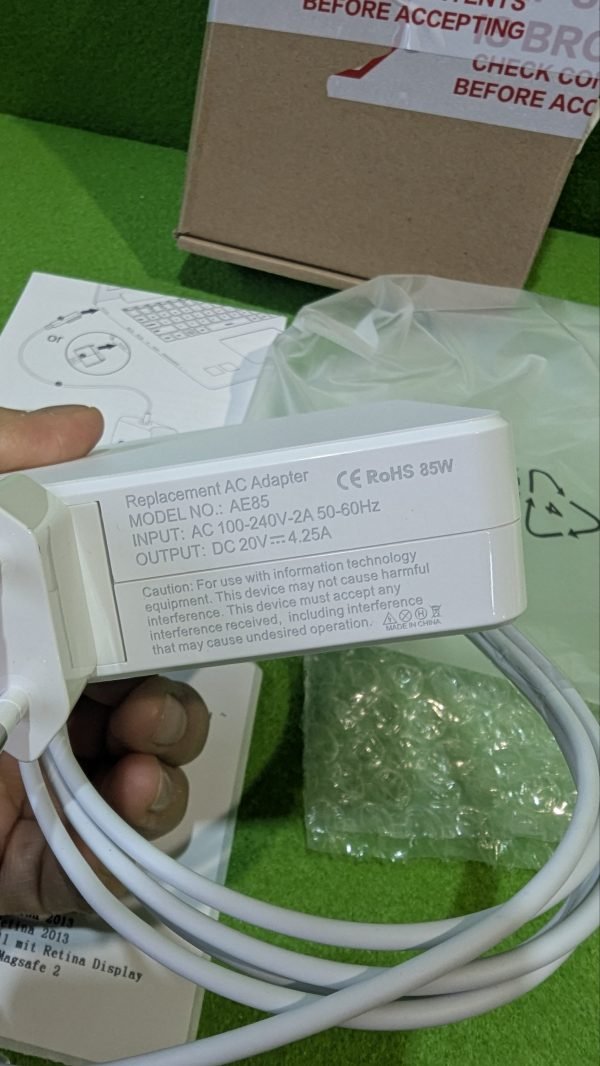 BEFORE ACCEPTING
CHECK
BEFORE ACC
or
Replacement AC Adapter
CE RoHS 85W
MODEL NO.: AE85
INPUT: AC 100-240V-2A 50-60Hz
OUTPUT: DC 20V⎓4.25A
Caution: For use with information technology
equipment. This device may not cause harmful
interference. This device must accept any
interference received, including interference
that may cause undesired operation.
MADE IN CHINA
4
2013
2013
mit Retina Display
Magsafe 2